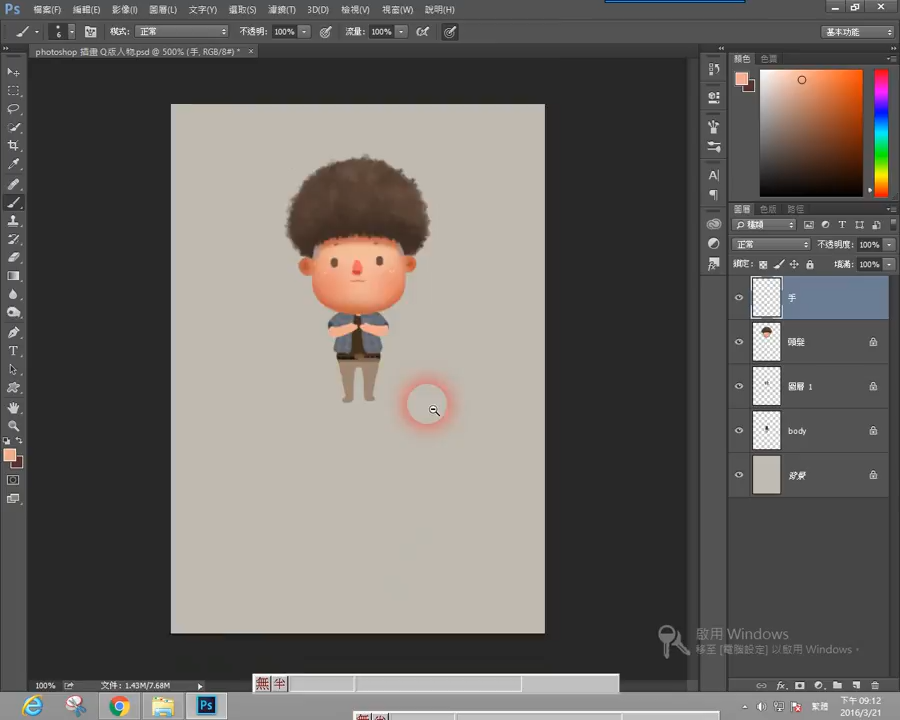 Ps 檔案(F) 編輯(E) 影像(I) 圖層(L) 文字(Y) 選取(S) 濾鏡(T) 3D(D) 檢視(V) 視窗(W) 說明(H)
6 模式: 正常 不透明: 100% 流量: 100% 基本功能
photoshop 插畫 Q版人物.psd @ 500% (手, RGB/8#) * ×
顏色 色票
圖層 色版 路徑
種類
正常 不透明度: 100%
鎖定: 填滿: 100%
手
頭髮
圖層 1
body
背景
啟用 Windows
移至 [電腦設定] 以啟用 Windows。
100% 文件: 1.43M/7.68M
無 半
繁體
下午 09:12
2016/3/21